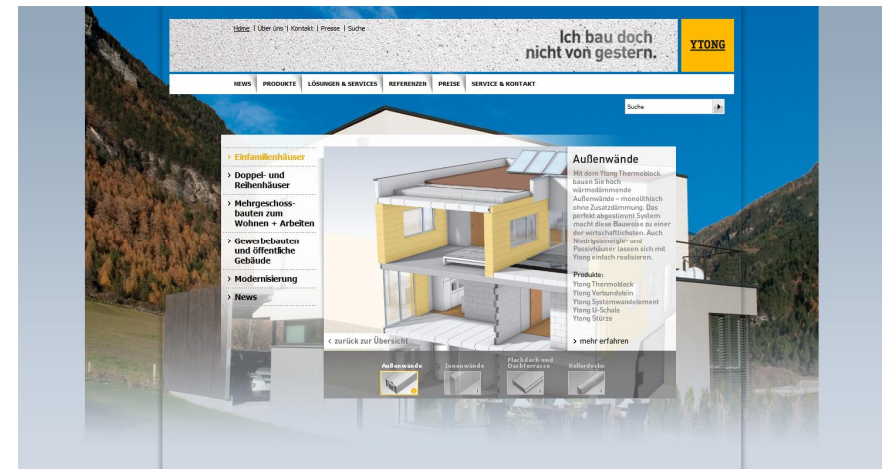 Home | Über uns | Kontakt | Presse | Suche
Ich bau doch
nicht von gestern.
YTONG
NEWS PRODUKTE LÖSUNGEN & SERVICES REFERENZEN PREISE SERVICE & KONTAKT
Suche
> Einfamilienhäuser
> Doppel- und
Reihenhäuser
> Mehrgeschoss-
bauten zum
Wohnen + Arbeiten
> Gewerbebauten
und öffentliche
Gebäude
> Modernisierung
> News
Außenwände
Mit dem Ytong Thermoblock
bauen Sie hoch
wärmedämmende
Außenwände – monolithisch
ohne Zusatzdämmung. Das
perfekt abgestimmt System
macht diese Bauweise zu einer
der wirtschaftlichsten. Auch
Niedrigstenergie- und
Passivhäuser lassen sich mit
Ytong einfach realisieren.
Produkte:
Ytong Thermoblock
Ytong Verbundstein
Ytong Systemwandelement
Ytong U-Schale
Ytong Stürze
> mehr erfahren
< zurück zur Übersicht
Außenwände
Innenwände
Flachdach und
Dachterrasse
Kellerdecke